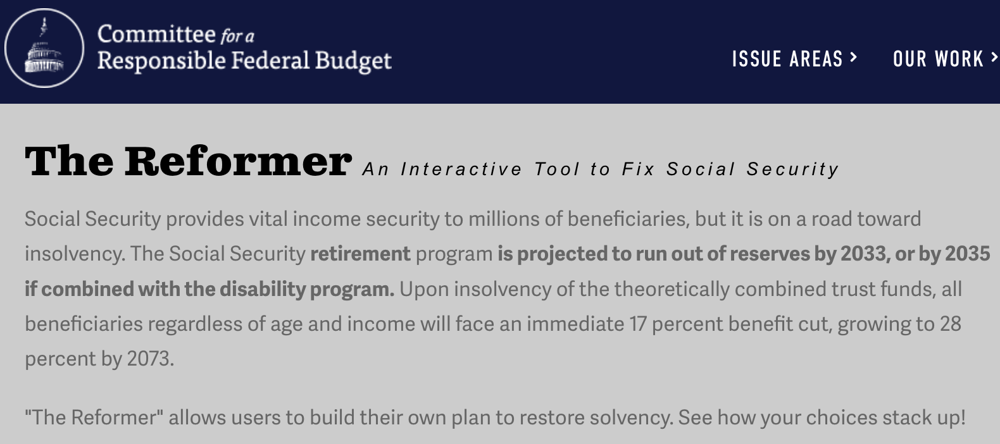 Committee for a
Responsible Federal Budget
ISSUE AREAS >
OUR WORK >
The Reformer An Interactive Tool to Fix Social Security
Social Security provides vital income security to millions of beneficiaries, but it is on a road toward
insolvency. The Social Security retirement program is projected to run out of reserves by 2033, or by 2035
if combined with the disability program. Upon insolvency of the theoretically combined trust funds, all
beneficiaries regardless of age and income will face an immediate 17 percent benefit cut, growing to 28
percent by 2073.
"The Reformer" allows users to build their own plan to restore solvency. See how your choices stack up!